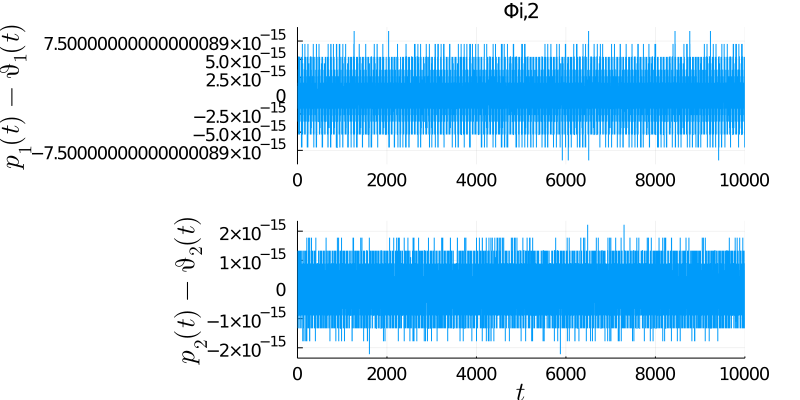 Φi,2
p₁(t) − ϑ₁(t)
7.500000000000000089×10⁻¹⁵
5.0×10⁻¹⁵
2.5×10⁻¹⁵
0
−2.5×10⁻¹⁵
−5.0×10⁻¹⁵
−7.500000000000000089×10⁻¹⁵
0 2000 4000 6000 8000 10000
p₂(t) − ϑ₂(t)
2×10⁻¹⁵
1×10⁻¹⁵
0
−1×10⁻¹⁵
−2×10⁻¹⁵
0 2000 4000 6000 8000 10000
t